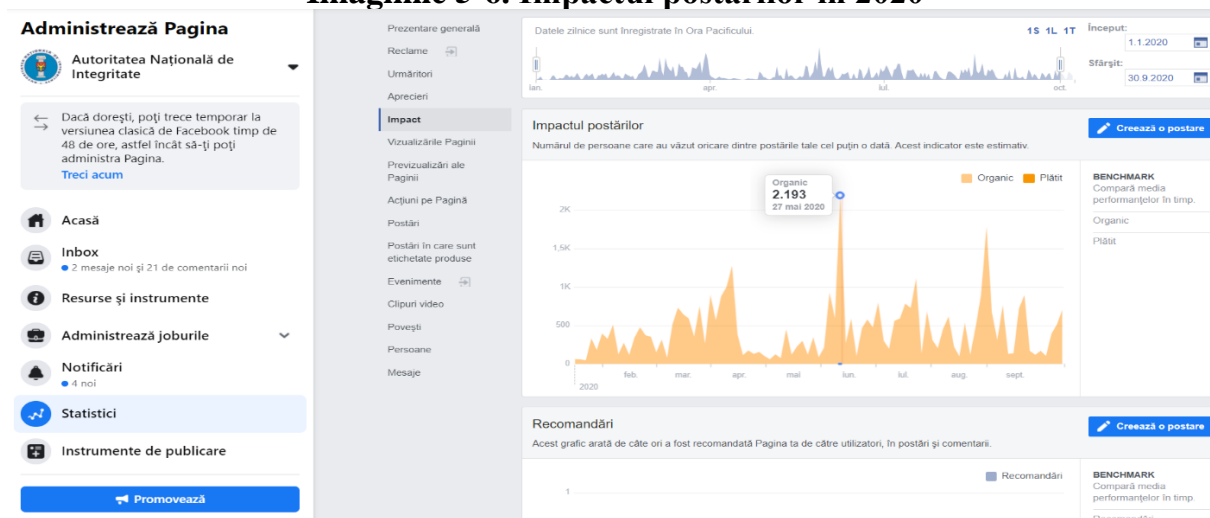 Imaginile 5-6. Impactul postărilor în 2020
Administrează Pagina
Autoritatea Națională de
Integritate
Dacă dorești, poți trece temporar la
versiunea clasică de Facebook timp de
48 de ore, astfel încât să-ți poți
administra Pagina.
Treci acum
Acasă
Inbox
2 mesaje noi și 21 de comentarii noi
Resurse și instrumente
Administrează joburile
Notificări
4 noi
Statistici
Instrumente de publicare
Promovează
Prezentare generală
Reclame
Urmăritori
Aprecieri
Impact
Vizualizările Paginii
Previzualizări ale
Paginii
Acțiuni pe Pagină
Postări
Postări în care sunt
etichetate produse
Evenimente
Clipuri video
Povești
Persoane
Mesaje
Datele zilnice sunt înregistrate în Ora Pacificului.
1S 1L 1T
Început:
1.1.2020
Sfârșit:
30.9.2020
ian. apr. iul. oct.
Impactul postărilor
Creează o postare
Numărul de persoane care au văzut oricare dintre postările tale cel puțin o dată. Acest indicator este estimativ.
Organic Plătit
Organic
2.193
27 mai 2020
2K
1,5K
1K
500
0
feb. mar. apr. mai iun. iul. aug. sept.
2020
BENCHMARK
Compară media
performanțelor în timp.
Organic
Plătit
Recomandări
Creează o postare
Acest grafic arată de câte ori a fost recomandată Pagina ta de către utilizatori, în postări și comentarii.
Recomandări
1
BENCHMARK
Compară media
performanțelor în timp.